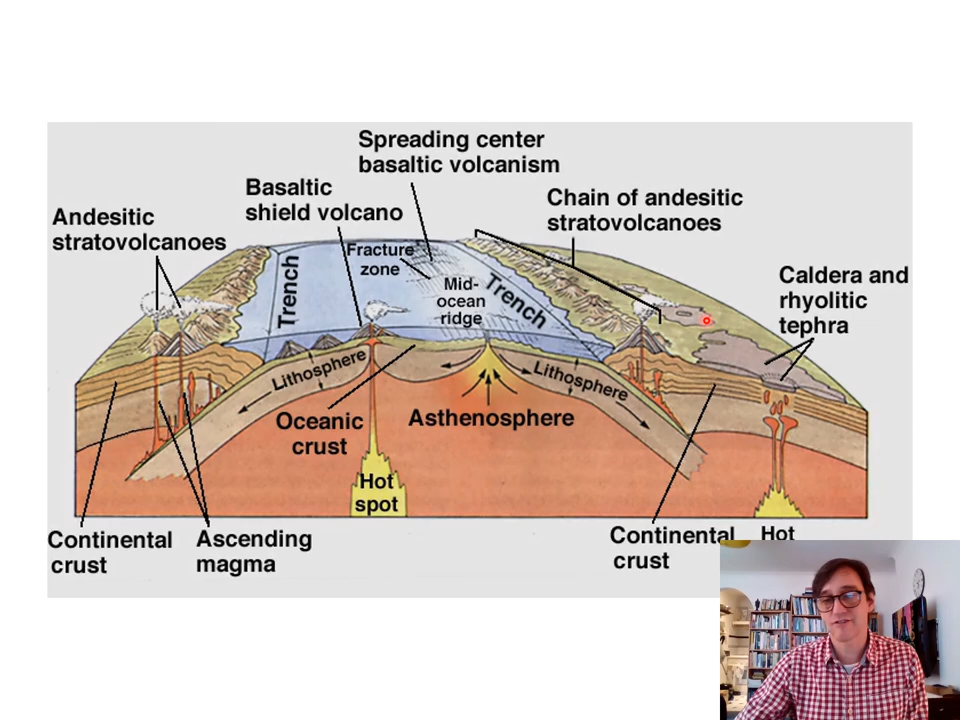 Spreading center
basaltic volcanism
Basaltic
shield volcano
Chain of andesitic
stratovolcanoes
Andesitic
stratovolcanoes
Fracture
zone
Trench
Mid-
ocean
ridge
Trench
Caldera and
rhyolitic
tephra
Lithosphere
Lithosphere
Oceanic
crust
Asthenosphere
Hot
spot
Continental
crust
Ascending
magma
Continental
crust
Hot